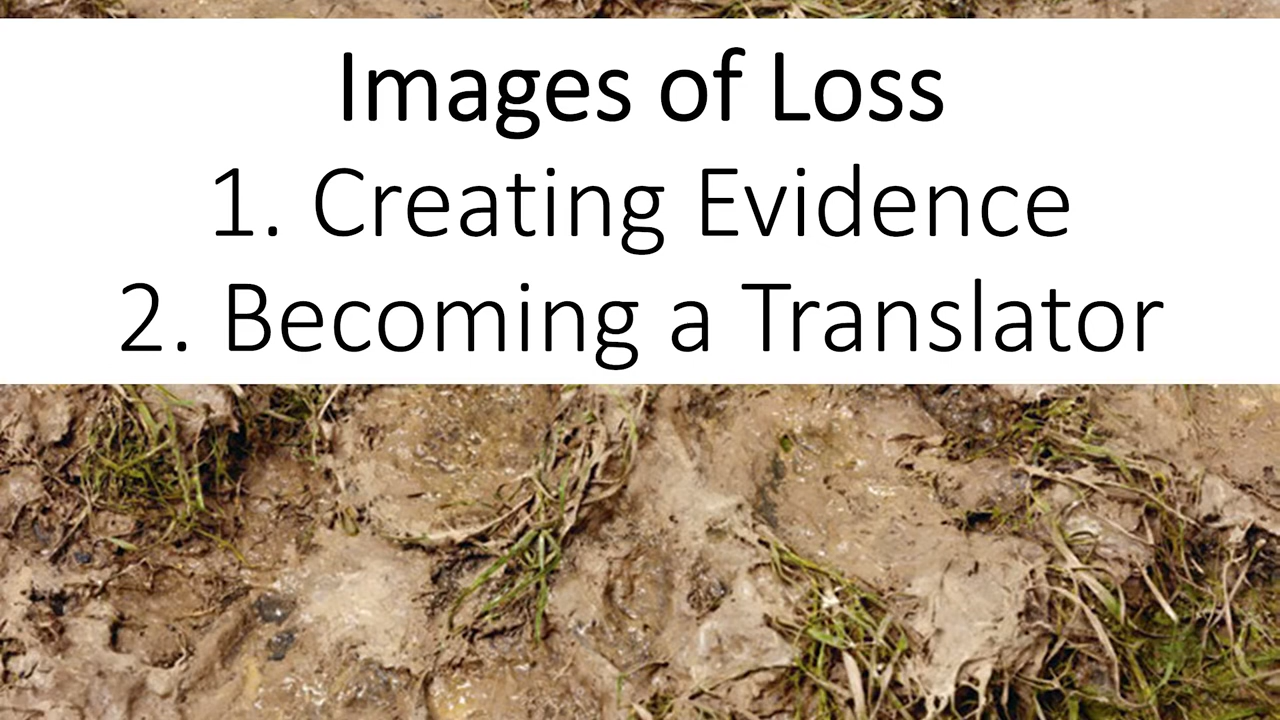 Images of Loss
1. Creating Evidence
2. Becoming a Translator